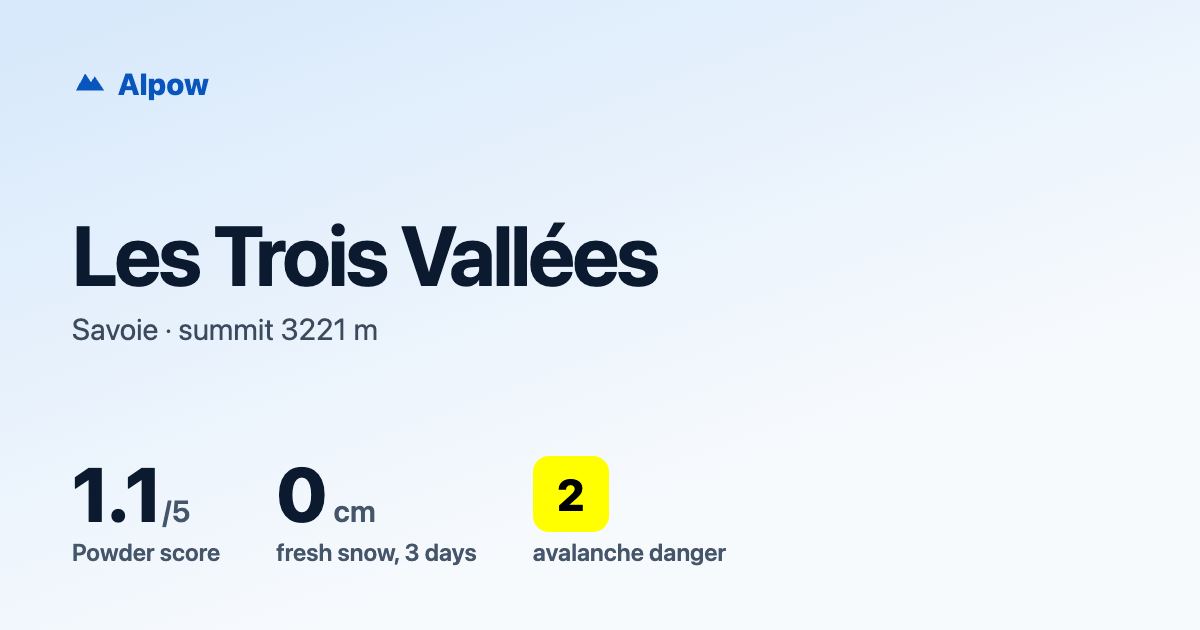 Alpow
Les Trois Vallées
Savoie · summit 3221 m
1.1/5
Powder score
0 cm
fresh snow, 3 days
2
avalanche danger